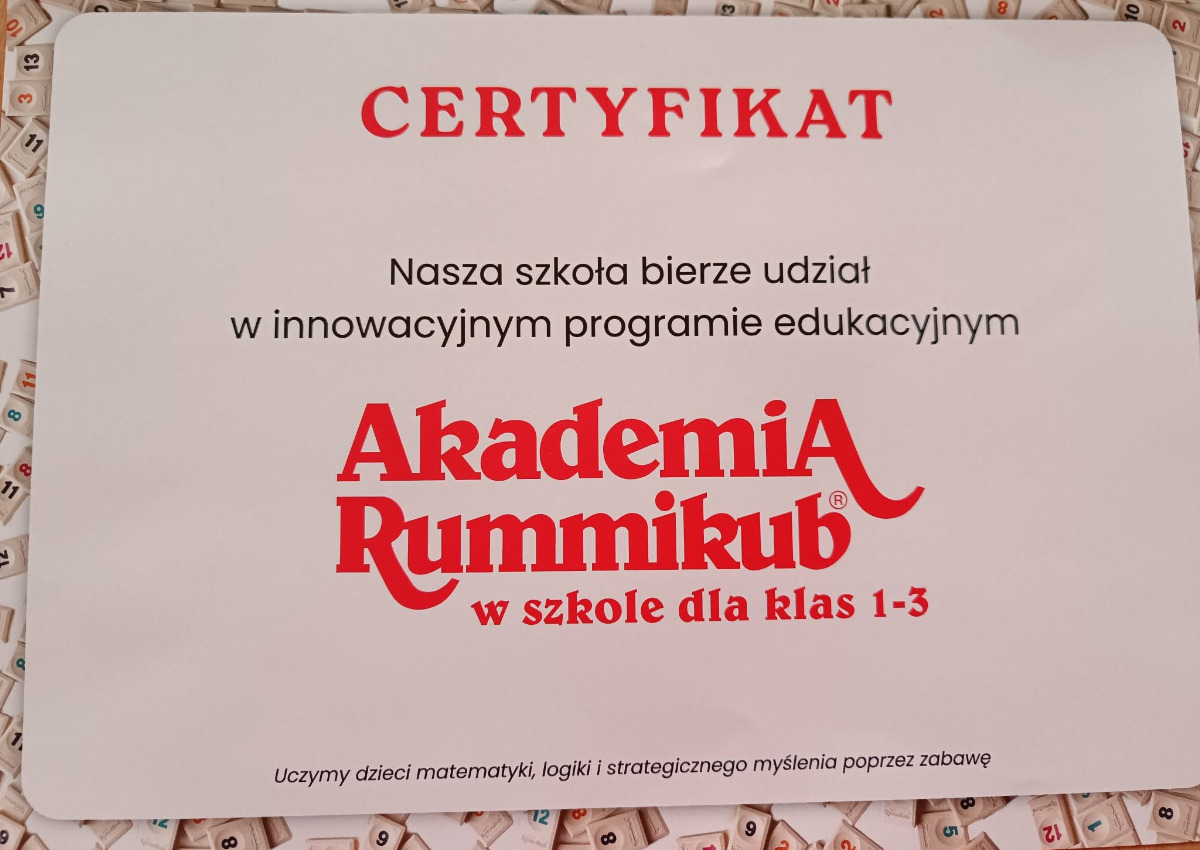 CERTYFIKAT
Nasza szkoła bierze udział
w innowacyjnym programie edukacyjnym
AkademiA
Rummikub®
w szkole dla klas 1-3
Uczymy dzieci matematyki, logiki i strategicznego myślenia poprzez zabawę